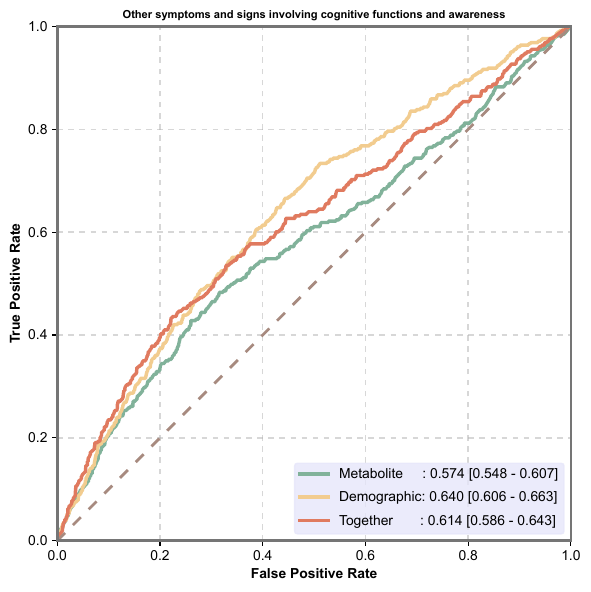 Other symptoms and signs involving cognitive functions and awareness
1.0
0.8
0.6
0.4
0.2
0.0
True Positive Rate
Metabolite : 0.574 [0.548 - 0.607]
Demographic: 0.640 [0.606 - 0.663]
Together : 0.614 [0.586 - 0.643]
0.0 0.2 0.4 0.6 0.8 1.0
False Positive Rate